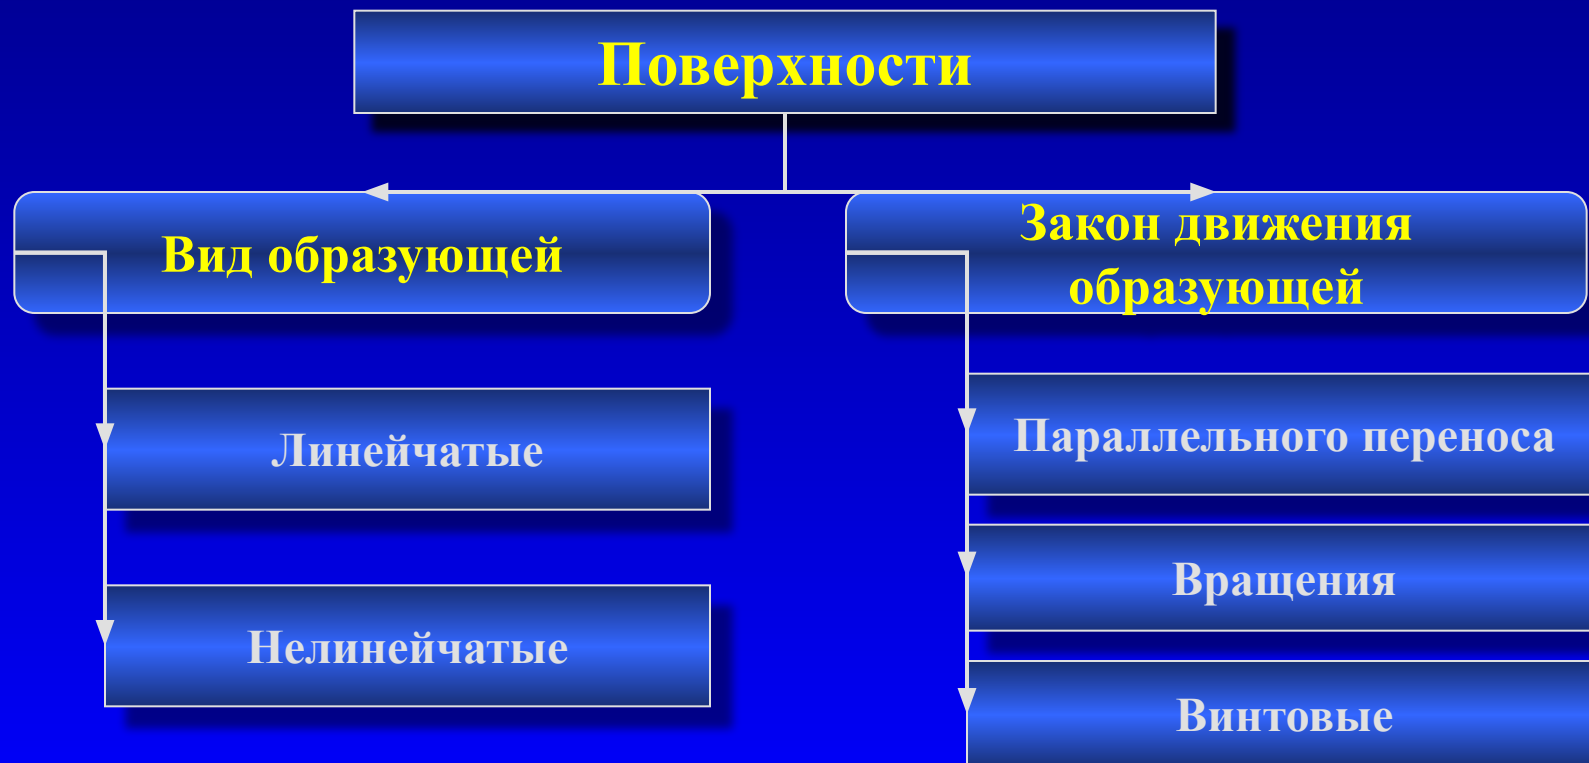 Поверхности
Вид образующей
Линейчатые
Нелинейчатые
Закон движения
образующей
Параллельного переноса
Вращения
Винтовые